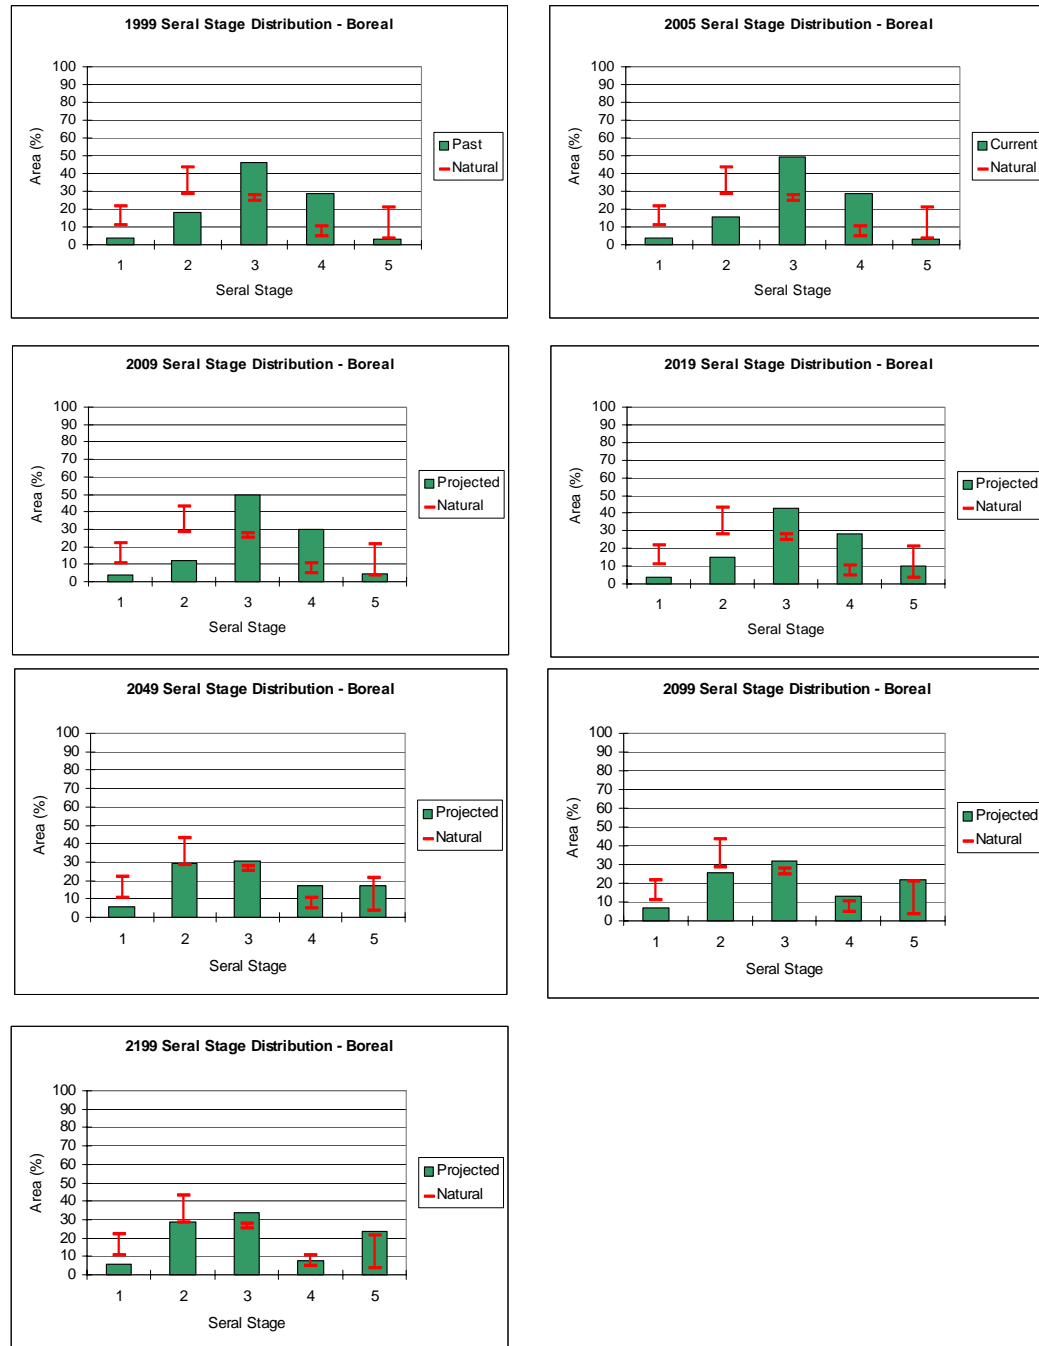 1999 Seral Stage Distribution - Boreal
100
90
80
70
60
50
40
30
20
10
0
Area (%)
1 2 3 4 5
Seral Stage
Past
Natural
2005 Seral Stage Distribution - Boreal
100
90
80
70
60
50
40
30
20
10
0
Area (%)
1 2 3 4 5
Seral Stage
Current
Natural
2009 Seral Stage Distribution - Boreal
100
90
80
70
60
50
40
30
20
10
0
Area (%)
1 2 3 4 5
Seral Stage
Projected
Natural
2019 Seral Stage Distribution - Boreal
100
90
80
70
60
50
40
30
20
10
0
Area (%)
1 2 3 4 5
Seral Stage
Projected
Natural
2049 Seral Stage Distribution - Boreal
100
90
80
70
60
50
40
30
20
10
0
Area (%)
1 2 3 4 5
Seral Stage
Projected
Natural
2099 Seral Stage Distribution - Boreal
100
90
80
70
60
50
40
30
20
10
0
Area (%)
1 2 3 4 5
Seral Stage
Projected
Natural
2199 Seral Stage Distribution - Boreal
100
90
80
70
60
50
40
30
20
10
0
Area (%)
1 2 3 4 5
Seral Stage
Projected
Natural